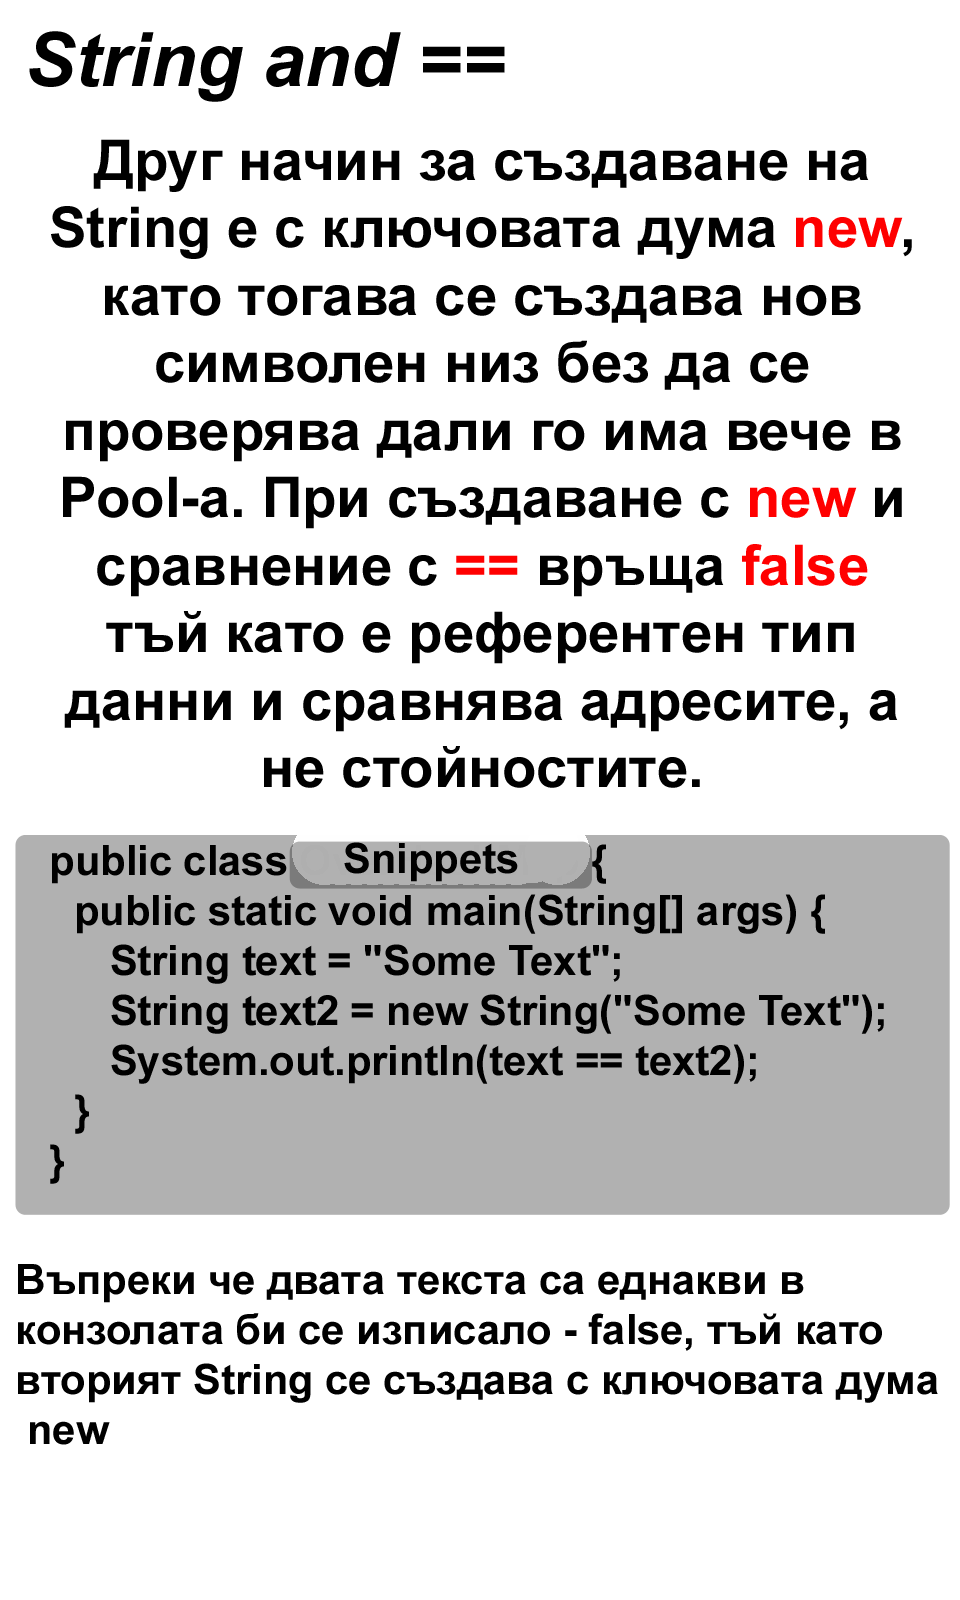 String and ==
Друг начин за създаване на
String е с ключовата дума new,
като тогава се създава нов
символен низ без да се
проверява дали го има вече в
Pool-а. При създаване с new и
сравнение с == връща false
тъй като е референтен тип
данни и сравнява адресите, а
не стойностите.
public class Snippets {
public static void main(String[] args) {
String text = "Some Text";
String text2 = new String("Some Text");
System.out.println(text == text2);
}
}
Въпреки че двата текста са еднакви в
конзолата би се изписало - false, тъй като
вторият String се създава с ключовата дума
new